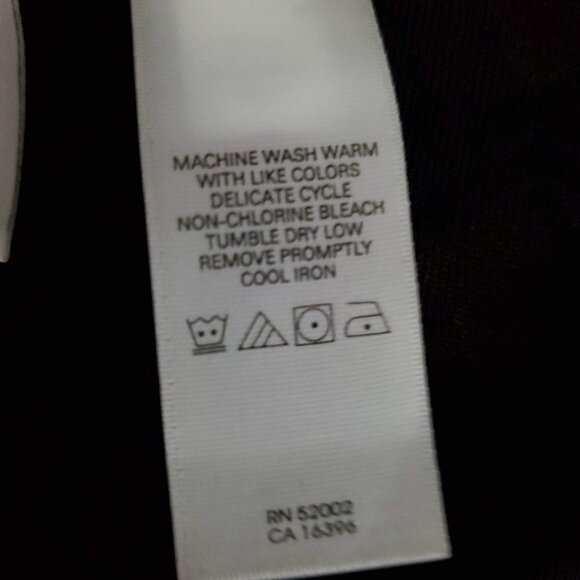 MACHINE WASH WARM
WITH LIKE COLORS
DELICATE CYCLE
NON-CHLORINE BLEACH
TUMBLE DRY LOW
REMOVE PROMPTLY
COOL IRON
RN 52002
CA 16396